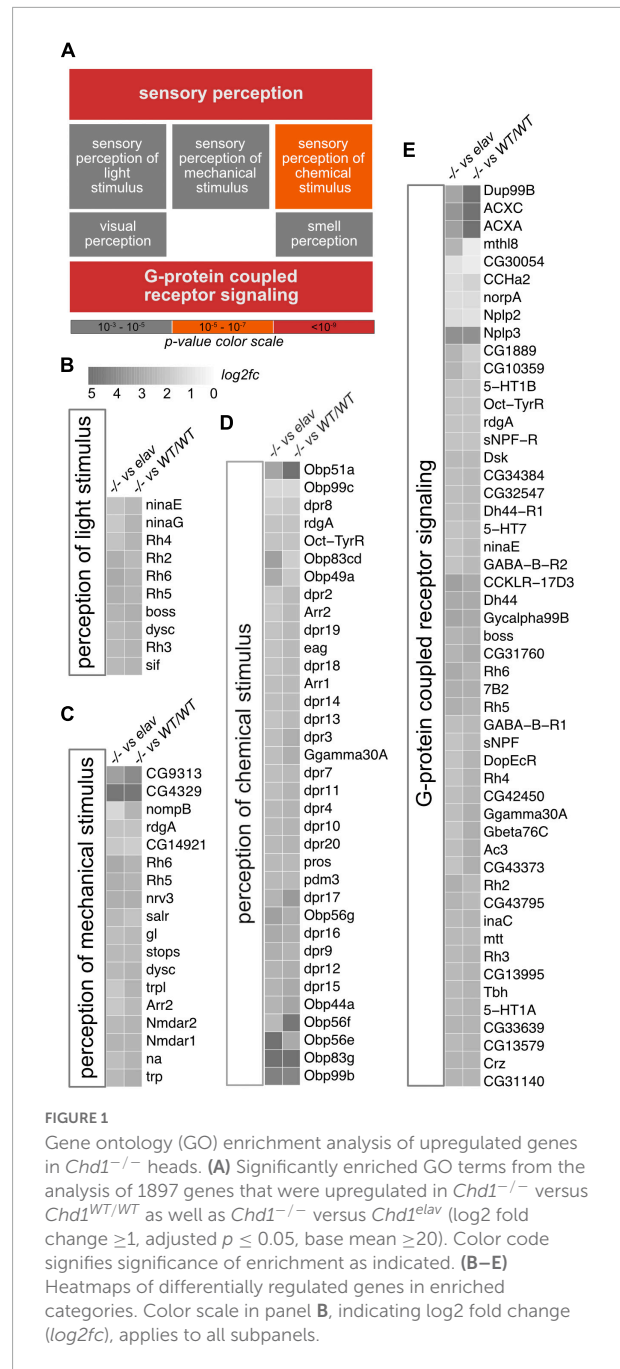 A
sensory perception
sensory
perception of
light
stimulus
sensory
perception of
mechanical
stimulus
sensory
perception of
chemical
stimulus
visual
perception
smell
perception
G-protein coupled
receptor signaling
10-3 - 10-5
10-6 - 10-7
<10-9
p-value color scale
B
log2fc
5 4 3 2 1 0
-/- vs elav
-/- vs WT/WT
perception of light stimulus
ninaE
ninaG
Rh4
Rh2
Rh6
Rh5
boss
dysc
Rh3
sif
C
-/- vs elav
-/- vs WT/WT
perception of mechanical stimulus
CG9313
CG4329
nompB
rdgA
CG14921
Rh6
Rh5
nrv3
salr
gl
stops
dysc
trpl
Arr2
Nmdar2
Nmdar1
na
trp
D
-/- vs elav
-/- vs WT/WT
perception of chemical stimulus
Obp51a
Obp99c
dpr8
rdgA
Oct−TyrR
Obp83cd
Obp49a
dpr2
Arr2
dpr19
eag
dpr18
Arr1
dpr14
dpr13
dpr3
Ggamma30A
dpr7
dpr11
dpr4
dpr10
dpr20
pros
pdm3
dpr17
Obp56g
dpr16
dpr9
dpr12
dpr15
Obp44a
Obp56f
Obp56e
Obp83g
Obp99b
E
-/- vs elav
-/- vs WT/WT
G-protein coupled receptor signaling
Dup99B
ACXC
ACXA
mthl8
CG30054
CCHa2
norpA
Nplp2
Nplp3
CG1889
CG10359
5−HT1B
Oct−TyrR
rdgA
sNPF−R
Dsk
CG34384
CG32547
Dh44−R1
5−HT7
ninaE
GABA−B−R2
CCKLR−17D3
Dh44
Gycalpha99B
boss
CG31760
Rh6
7B2
Rh5
GABA−B−R1
sNPF
DopEcR
Rh4
CG42450
Ggamma30A
Gbeta76C
Ac3
CG43373
Rh2
CG43795
inaC
mtt
Rh3
CG13995
Tbh
5−HT1A
CG33639
CG13579
Crz
CG31140
FIGURE 1
Gene ontology (GO) enrichment analysis of upregulated genes
in Chd1−/− heads. (A) Significantly enriched GO terms from the
analysis of 1897 genes that were upregulated in Chd1−/− versus
Chd1WT/WT as well as Chd1−/− versus Chd1elav (log2 fold
change ≥1, adjusted p ≤ 0.05, base mean ≥20). Color code
signifies significance of enrichment as indicated. (B−E)
Heatmaps of differentially regulated genes in enriched
categories. Color scale in panel B, indicating log2 fold change
(log2fc), applies to all subpanels.